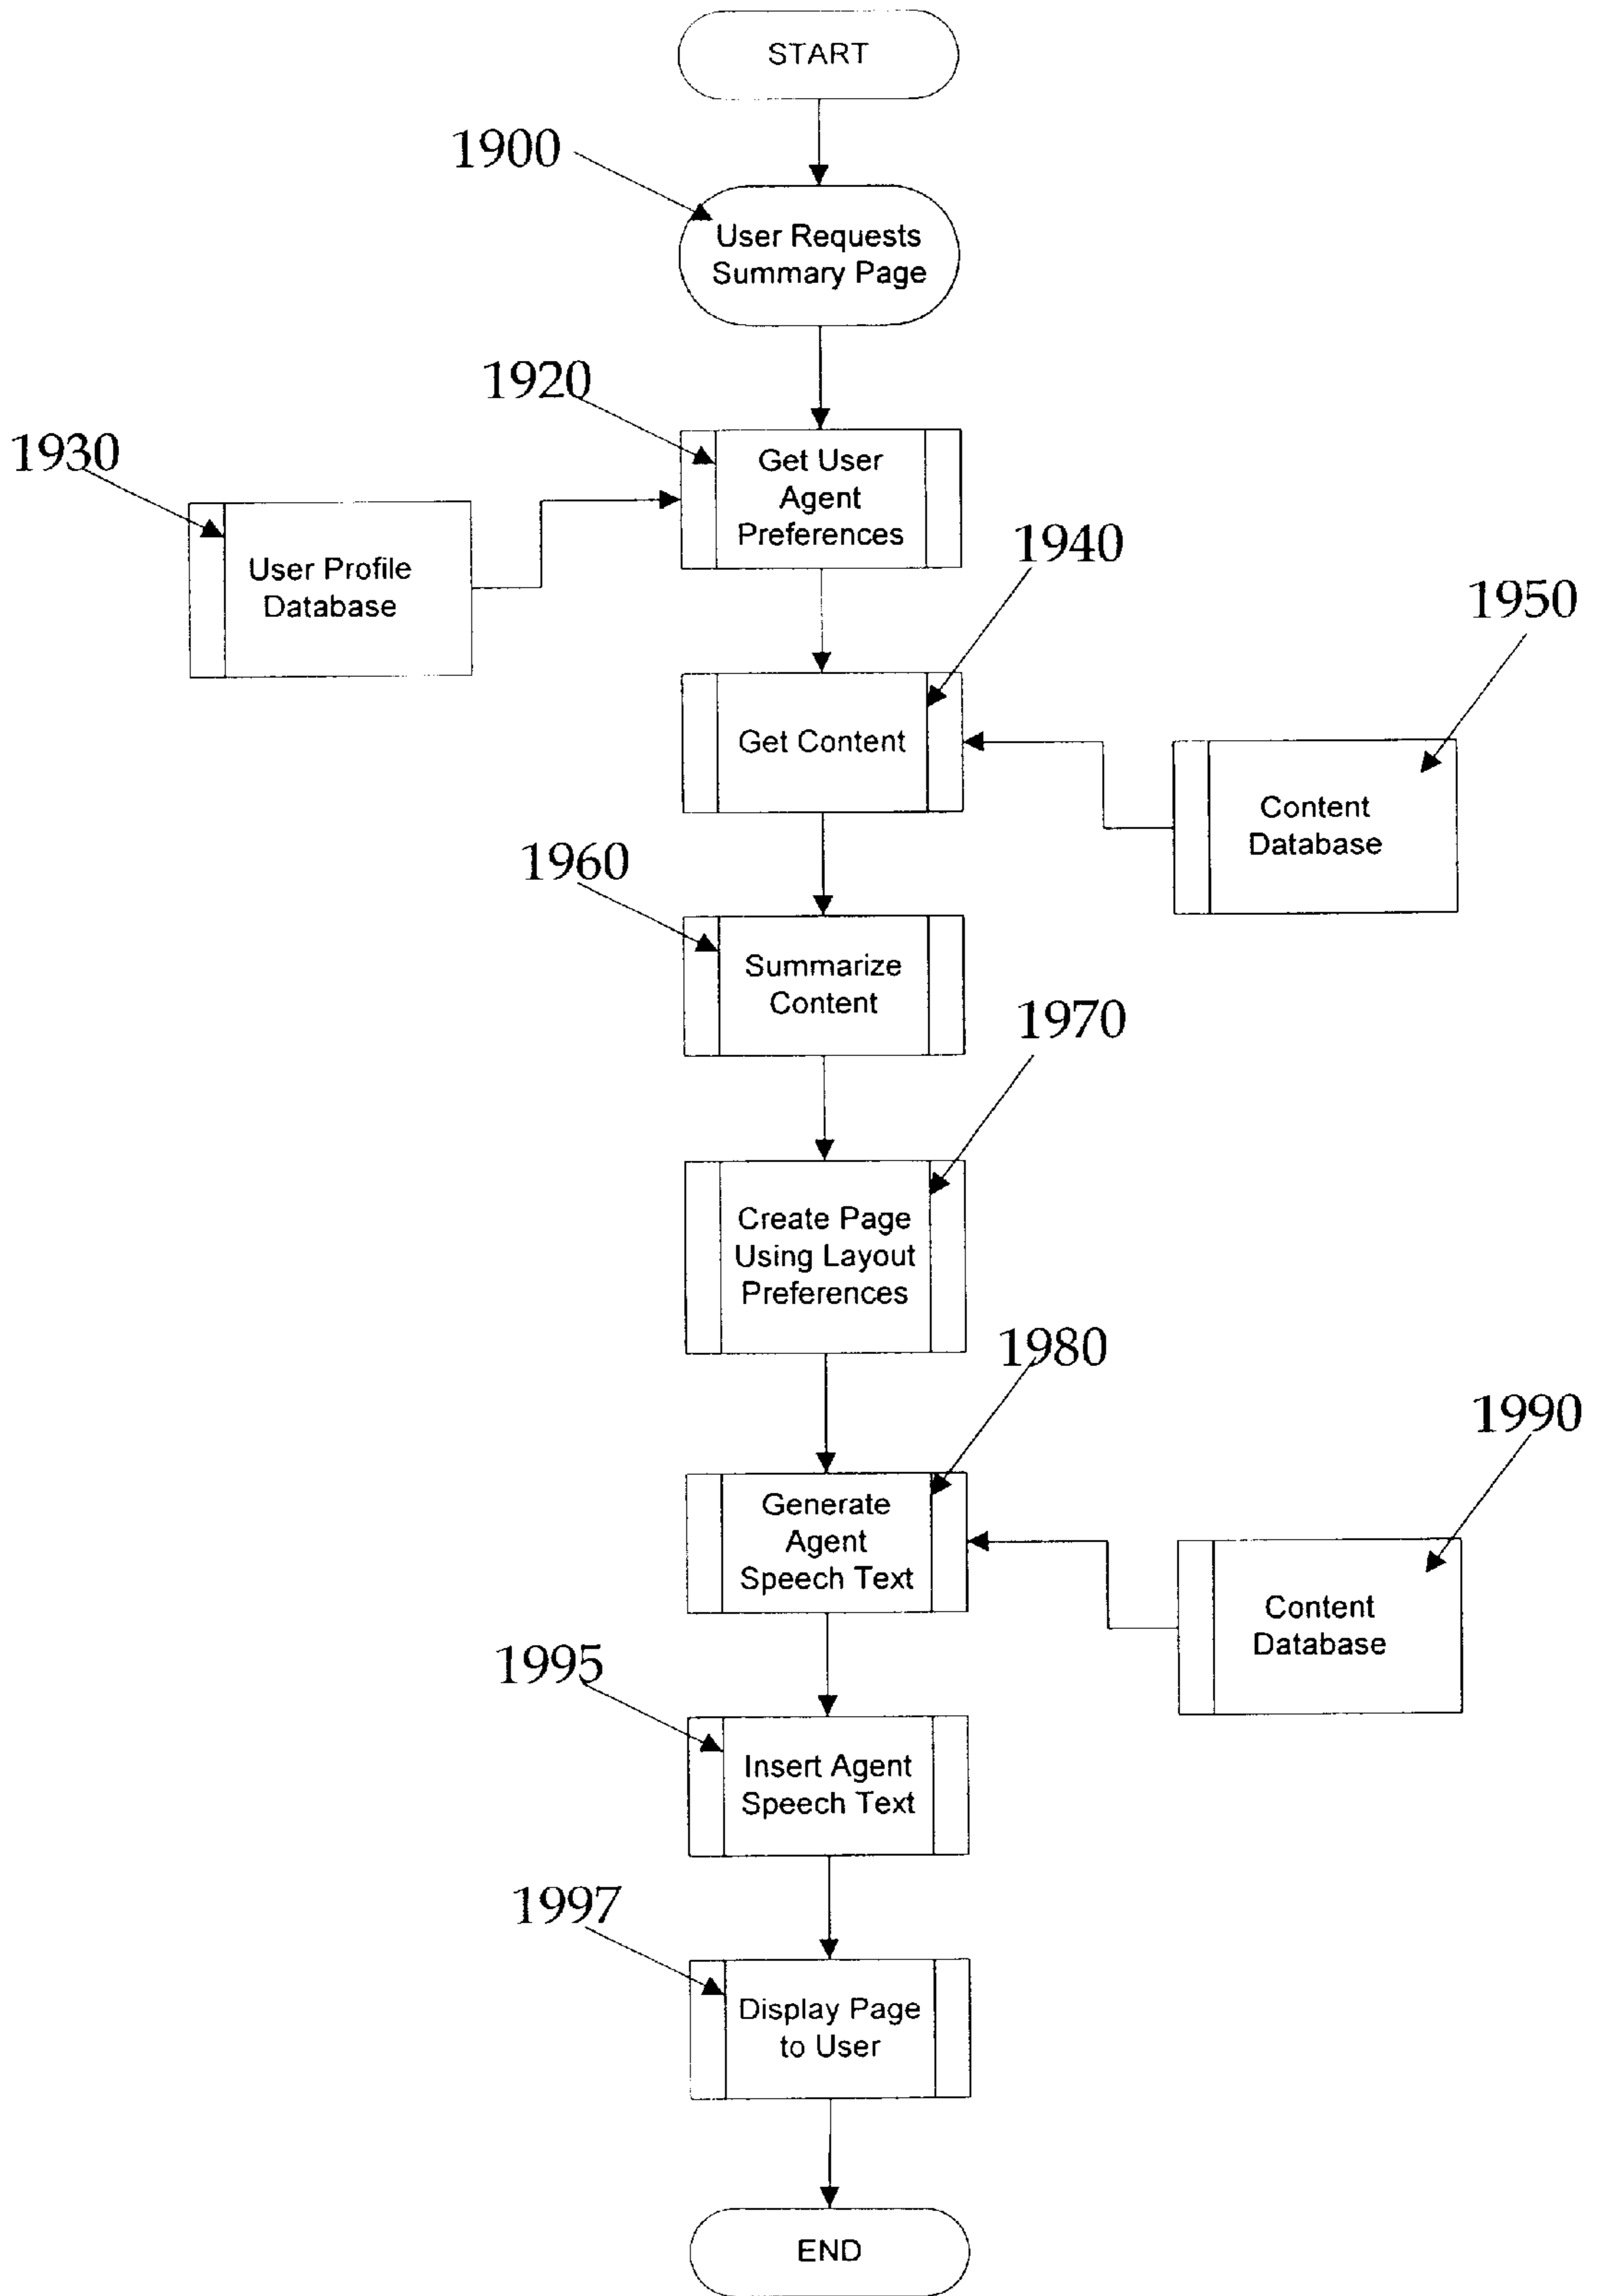 START
1900
User Requests
Summary Page
1920
1930
Get User
Agent
Preferences
User Profile
Database
1940
1950
Get Content
Content
Database
1960
Summarize
Content
1970
Create Page
Using Layout
Preferences
1980
1990
Generate
Agent
Speech Text
Content
Database
1995
Insert Agent
Speech Text
1997
Display Page
to User
END